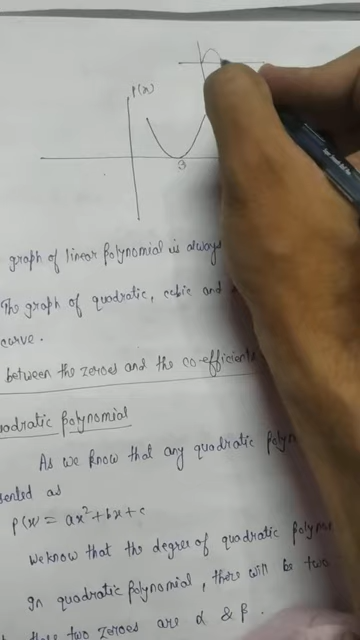 P(x)
3
graph of linear polynomial is always
The graph of quadratic, cubic and
curve.
between the zeroes and the co-efficients
quadratic polynomial
As we know that any quadratic polyn
sented as
P(x) = ax²+bx+c
We know that the degree of quadratic polynom
In quadratic polynomial, there will be two
these two zeroes are α & β.